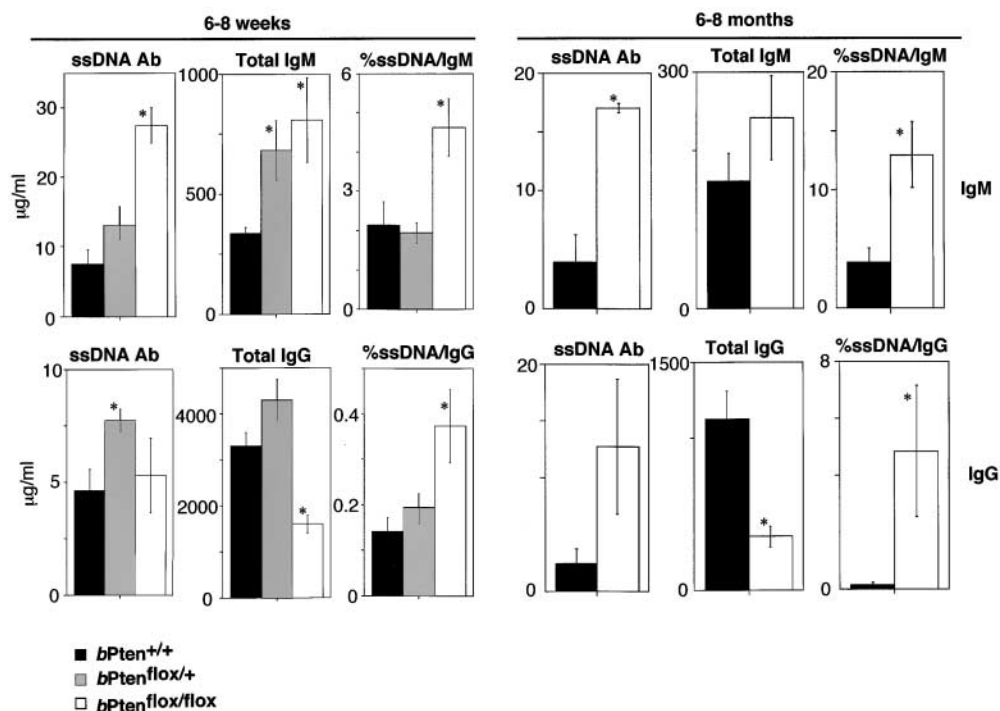 6-8 weeks
6-8 months
ssDNA Ab
Total IgM
%ssDNA/IgM
ssDNA Ab
Total IgM
%ssDNA/IgM
µg/ml
30
20
10
0
*
1000
500
0
*
*
6
3
0
*
20
10
0
*
300
0
20
10
0
*
IgM
ssDNA Ab
Total IgG
%ssDNA/IgG
ssDNA Ab
Total IgG
%ssDNA/IgG
µg/ml
10
5
0
*
4000
2000
0
*
0.4
0.2
0
*
20
10
0
1500
0
*
8
4
0
*
IgG
bPten+/+
bPtenflox/+
bPtenflox/flox